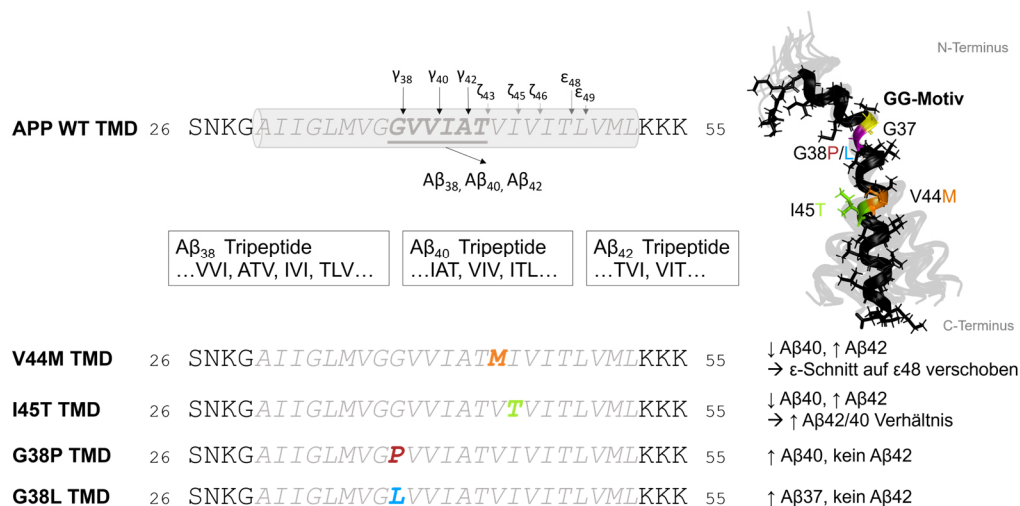 γ38 γ40 γ42 ζ43 ζ45 ζ46 ε48 ε49
APP WT TMD 26 SNKGAIIGLMVGGVVIATVIVITLVMLKKK 55
Aβ38, Aβ40, Aβ42
N-Terminus
GG-Motiv
G37
G38P/L
V44M
I45T
C-Terminus
Aβ38 Tripeptide
...VVI, ATV, IVI, TLV...
Aβ40 Tripeptide
...IAT, VIV, ITL...
Aβ42 Tripeptide
...TVI, VIT...
V44M TMD 26 SNKGAIIGLMVGGVVIATMIVITLVMLKKK 55
↓ Aβ40, ↑ Aβ42
→ ε-Schnitt auf ε48 verschoben
I45T TMD 26 SNKGAIIGLMVGGVVIATVTVITLVMLKKK 55
↓ Aβ40, ↑ Aβ42
→ ↑ Aβ42/40 Verhältnis
G38P TMD 26 SNKGAIIGLMVGPVVIATVIVITLVMLKKK 55 ↑ Aβ40, kein Aβ42
G38L TMD 26 SNKGAIIGLMVGLVVIATVIVITLVMLKKK 55 ↑ Aβ37, kein Aβ42